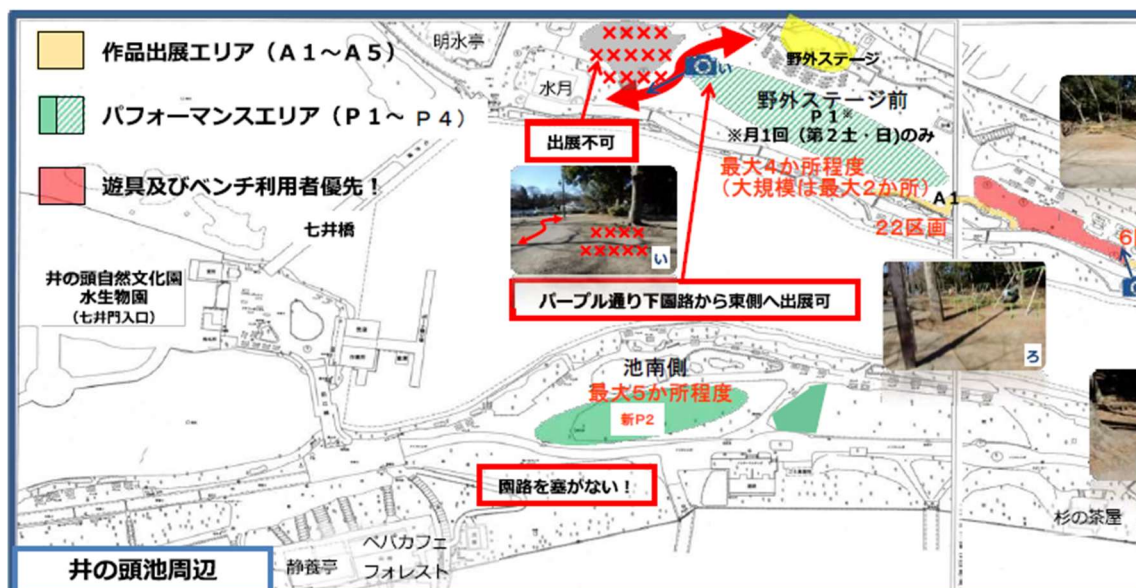 作品出展エリア（A1～A5）
パフォーマンスエリア（P1～ P4）
遊具及びベンチ利用者優先！
明水亭
水月
出展不可
い
野外ステージ
野外ステージ前
P1※
※月1回（第2土・日)のみ
最大4か所程度
（大規模は最大2か所）
A1
22区画
6
い
ろ
七井橋
井の頭自然文化園
水生物園
（七井門入口）
パープル通り下園路から東側へ出展可
池南側
最大5か所程度
新P2
園路を塞がない！
杉の茶屋
ペパカフェ
フォレスト
静養亭
井の頭池周辺